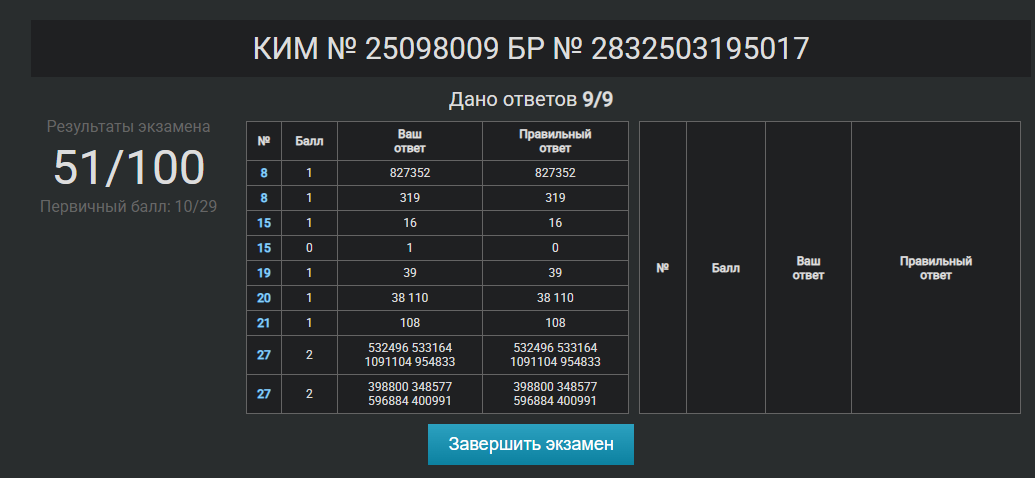 КИМ № 25098009 БР № 2832503195017
Дано ответов 9/9
Результаты экзамена
51/100
Первичный балл: 10/29
№ Балл Ваш ответ Правильный ответ
8 1 827352 827352
8 1 319 319
15 1 16 16
15 0 1 0
19 1 39 39
20 1 38 110 38 110
21 1 108 108
27 2 532496 533164 532496 533164
1091104 954833 1091104 954833
27 2 398800 348577 398800 348577
596884 400991 596884 400991
№ Балл Ваш ответ Правильный ответ
Завершить экзамен